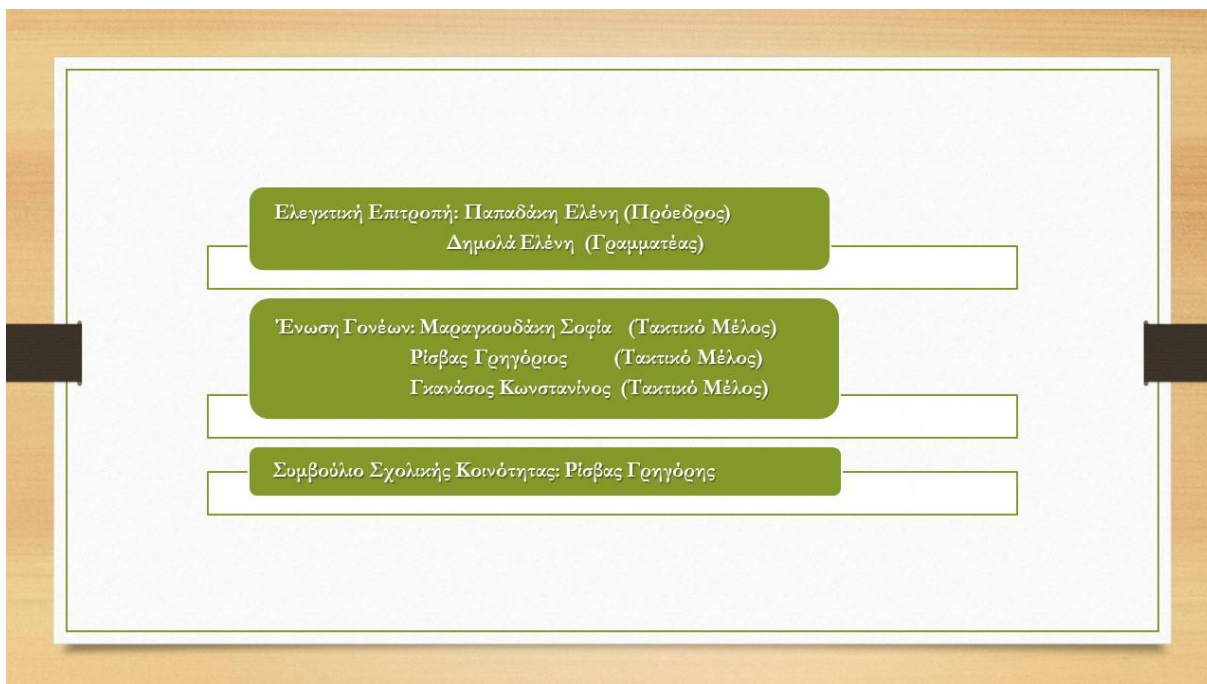 Ελεγκτική Επιτροπή: Παπαδάκη Ελένη (Πρόεδρος)
Δημολά Ελένη (Γραμματέας)
Ένωση Γονέων: Μαραγκουδάκη Σοφία (Τακτικό Μέλος)
Ρίσβας Γρηγόριος (Τακτικό Μέλος)
Γκανάσος Κωνστανίνος (Τακτικό Μέλος)
Συμβούλιο Σχολικής Κοινότητας: Ρίσβας Γρηγόρης